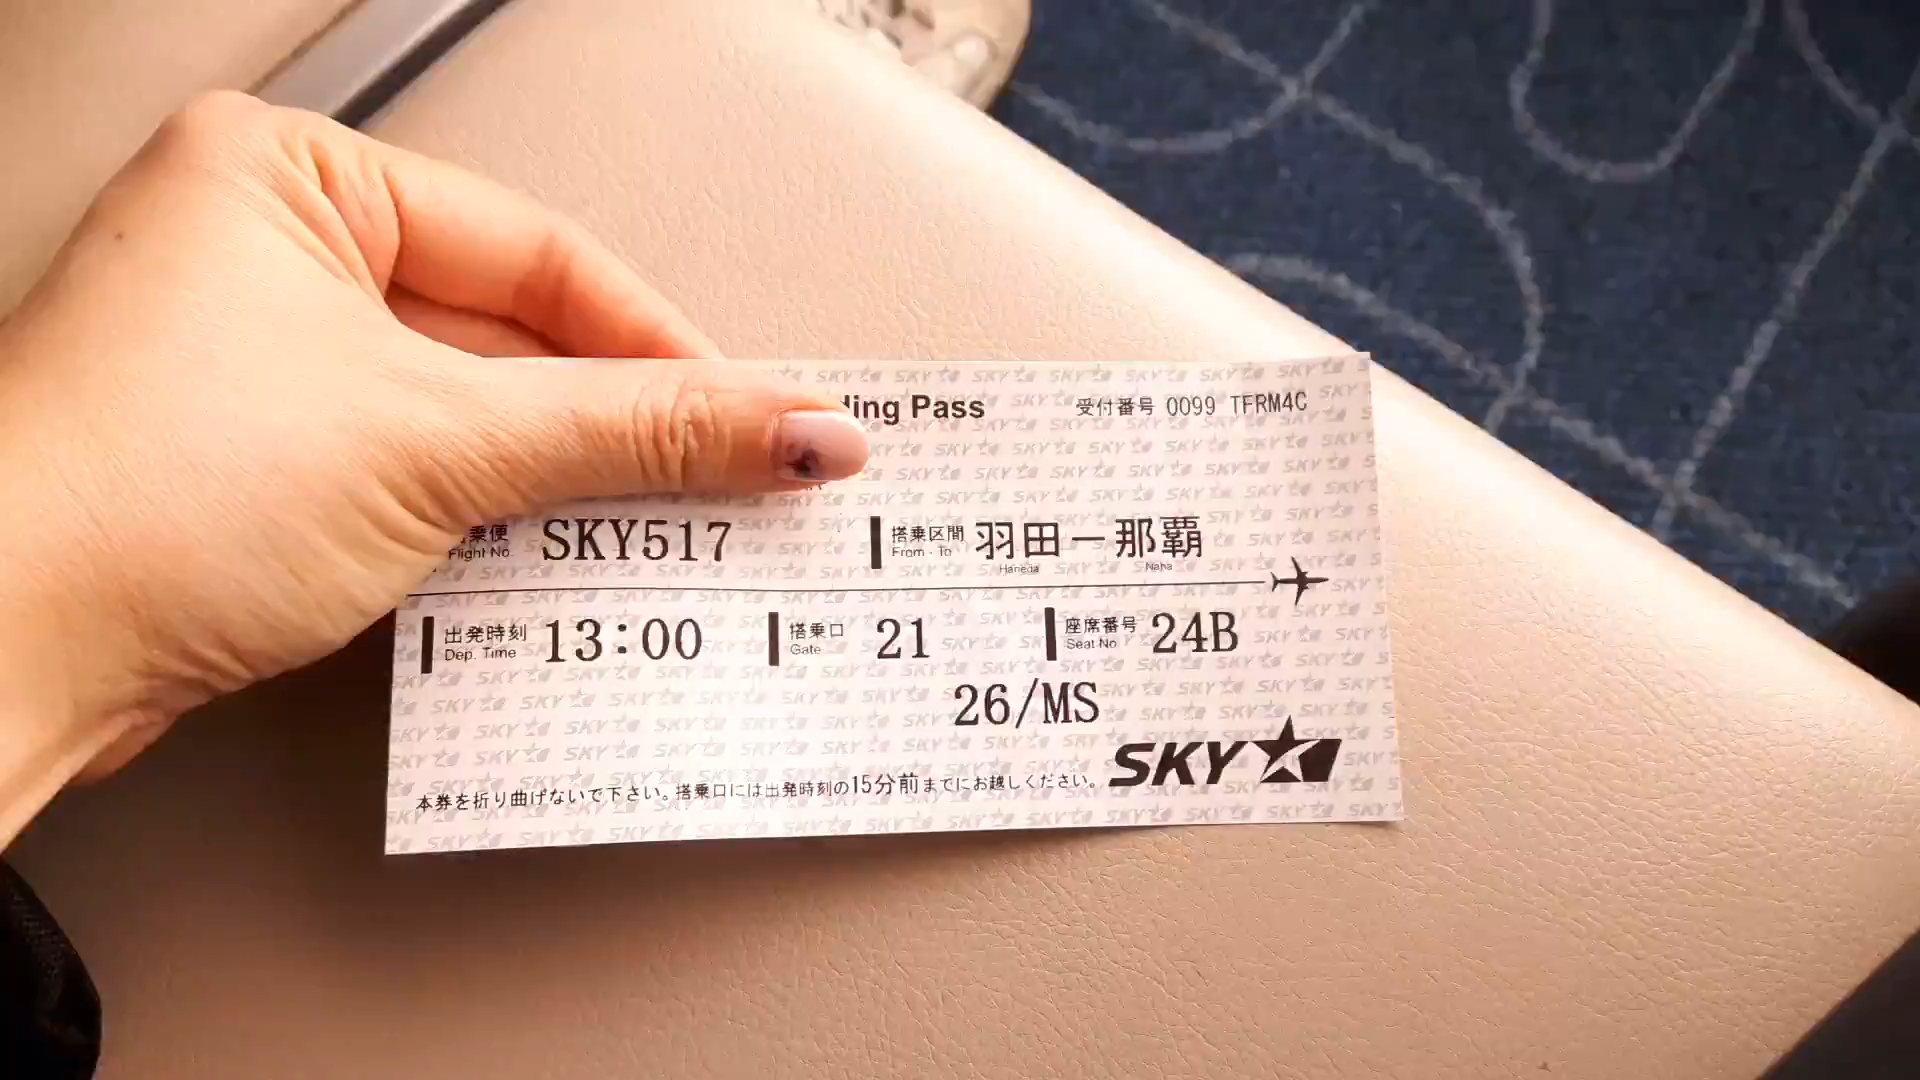 ding Pass 受付番号 0099 TFRM4C
乗便 Flight No. SKY517 搭乗区間 From・To 羽田－那覇 Haneda Naha
出発時刻 Dep. Time 13:00 搭乗口 Gate 21 座席番号 Seat No 24B
26/MS
SKY
本券を折り曲げないで下さい。搭乗口には出発時刻の15分前までにお越しください。